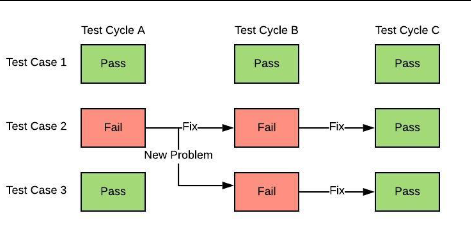 Test Cycle A Test Cycle B Test Cycle C
Test Case 1 Pass Pass Pass
Test Case 2 Fail Fix Fail Fix Pass
New Problem
Test Case 3 Pass Fail Fix Pass